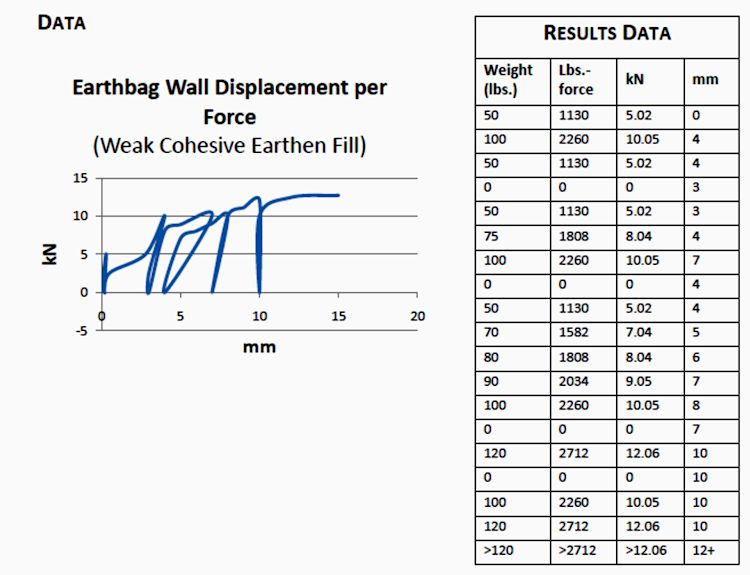 DATA
Earthbag Wall Displacement per
Force
(Weak Cohesive Earthen Fill)
15
10
5
0
-5
kN
0 5 10 15 20
mm
RESULTS DATA
Weight (lbs.) Lbs.-force kN mm
50 1130 5.02 0
100 2260 10.05 4
50 1130 5.02 4
0 0 0 3
50 1130 5.02 3
75 1808 8.04 4
100 2260 10.05 7
0 0 0 4
50 1130 5.02 4
70 1582 7.04 5
80 1808 8.04 6
90 2034 9.05 7
100 2260 10.05 8
0 0 0 7
120 2712 12.06 10
0 0 0 10
100 2260 10.05 10
120 2712 12.06 10
>120 >2712 >12.06 12+